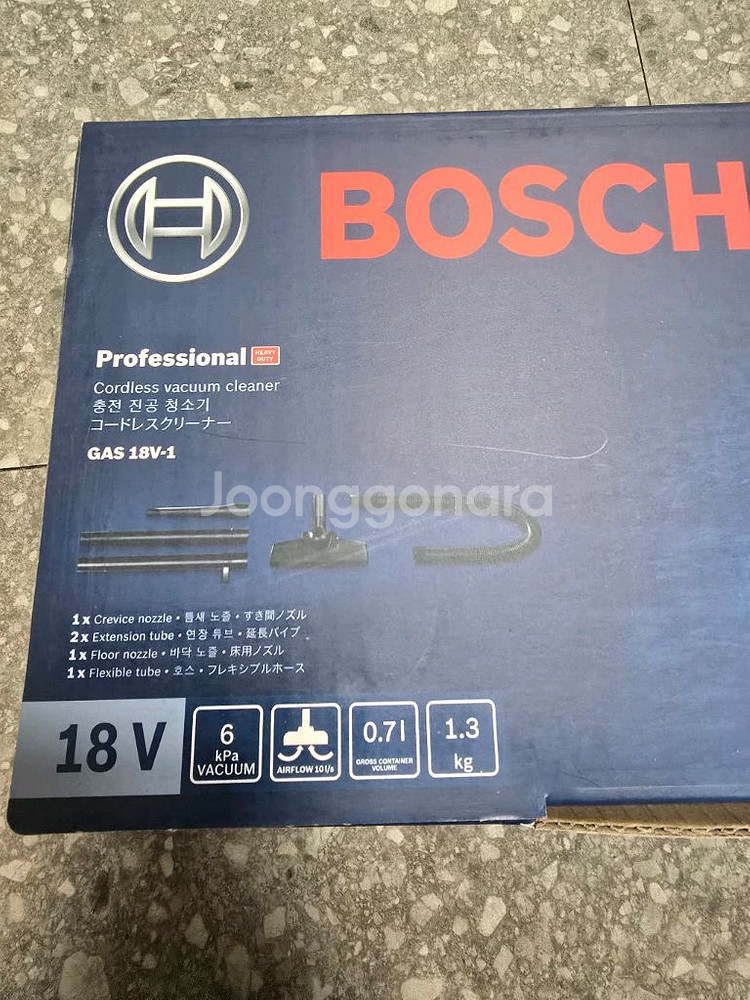 BOSCH
Professional HEAVY DUTY
Cordless vacuum cleaner
충전 진공 청소기
コードレスクリーナー
GAS 18V-1
Joonggonara
1x Crevice nozzle • 틈새 노즐 • すき間ノズル
2x Extension tube • 연장 튜브 • 延長パイプ
1x Floor nozzle • 바닥 노즐 • 床用ノズル
1x Flexible tube • 호스 • フレキシブルホース
18 V
6 kPa VACUUM
AIRFLOW 10 l/s
0.7 l GROSS CONTAINER VOLUME
1.3 kg